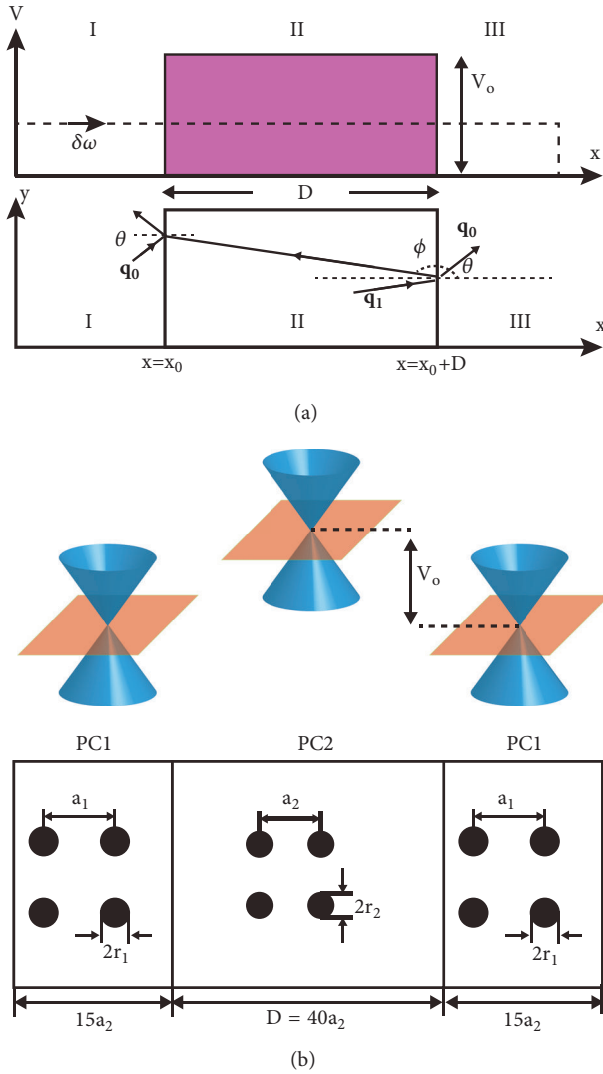 V
I
II
III
V₀
δω
x
D
y
θ
q₀
ϕ
q₀
θ
q₁
I
II
III
x
x=x₀
x=x₀+D
(a)
V₀
PC1
PC2
PC1
a₁
a₂
a₁
2r₂
2r₁
2r₁
15a₂
D = 40a₂
15a₂
(b)